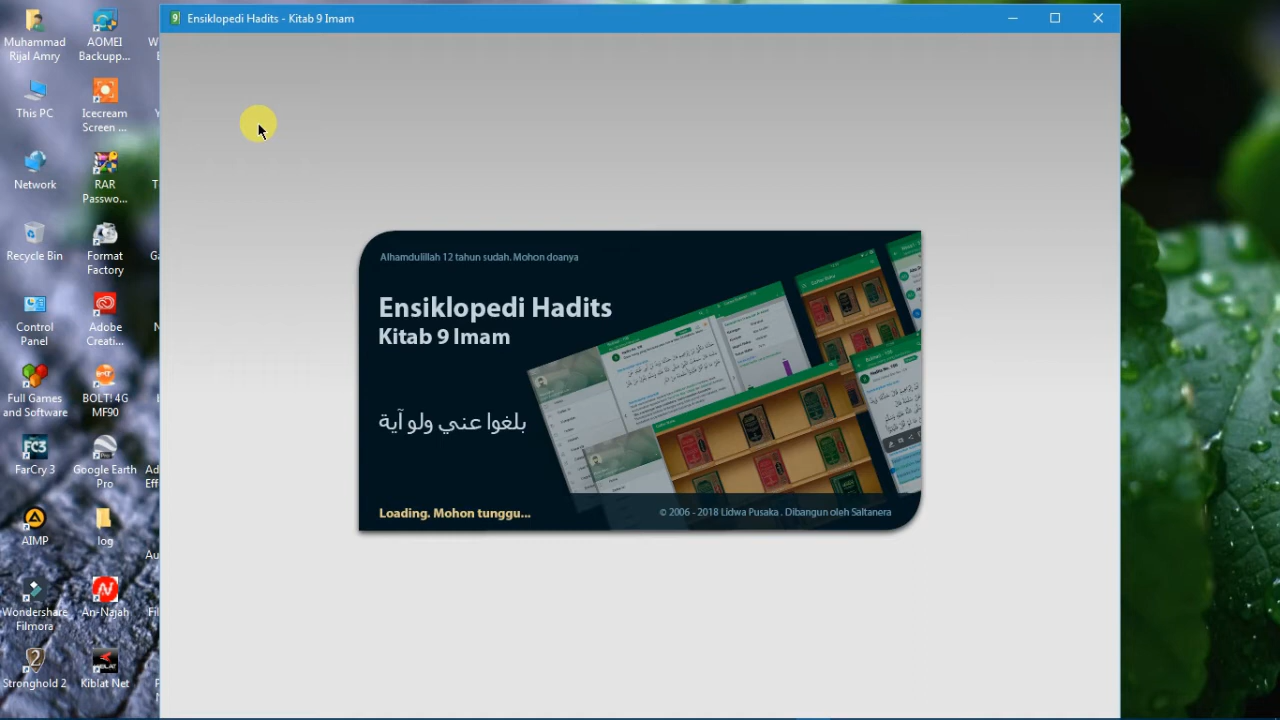 Ensiklopedi Hadits - Kitab 9 Imam
Muhammad
Rijal Amry
AOMEI
Backupp...
This PC
Icecream
Screen ...
Network
RAR
Passwo...
Recycle Bin
Format
Factory
Control
Panel
Adobe
Creati...
Full Games
and Software
BOLT! 4G
MF90
FarCry 3
Google Earth
Pro
AIMP
log
Wondershare
Filmora
An-Najah
Stronghold 2
Kiblat Net
Alhamdulillah 12 tahun sudah. Mohon doanya
Ensiklopedi Hadits
Kitab 9 Imam
بلغوا عني ولو آية
Loading. Mohon tunggu...
© 2006 - 2018 Lidwa Pusaka . Dibangun oleh Saltanera